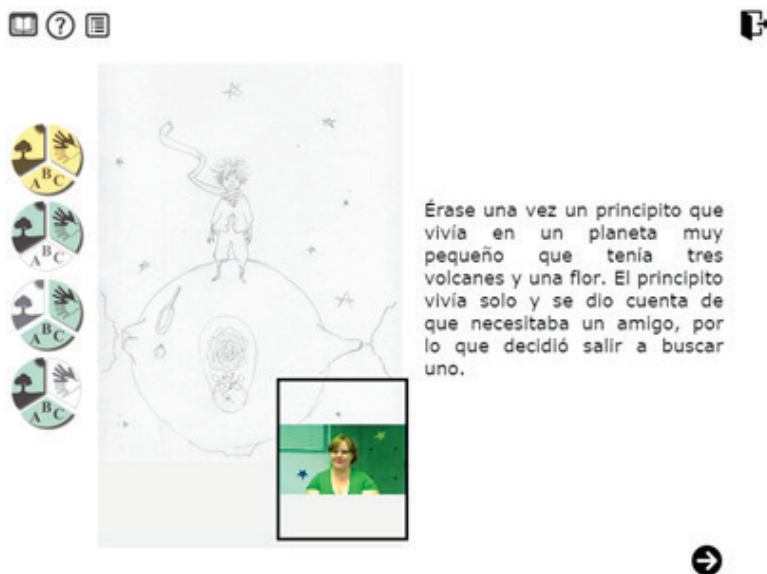 ?
A B C
A B C
A B C
A B C
Érase una vez un principito que
vivía en un planeta muy
pequeño que tenía tres
volcanes y una flor. El principito
vivía solo y se dio cuenta de
que necesitaba un amigo, por
lo que decidió salir a buscar
uno.